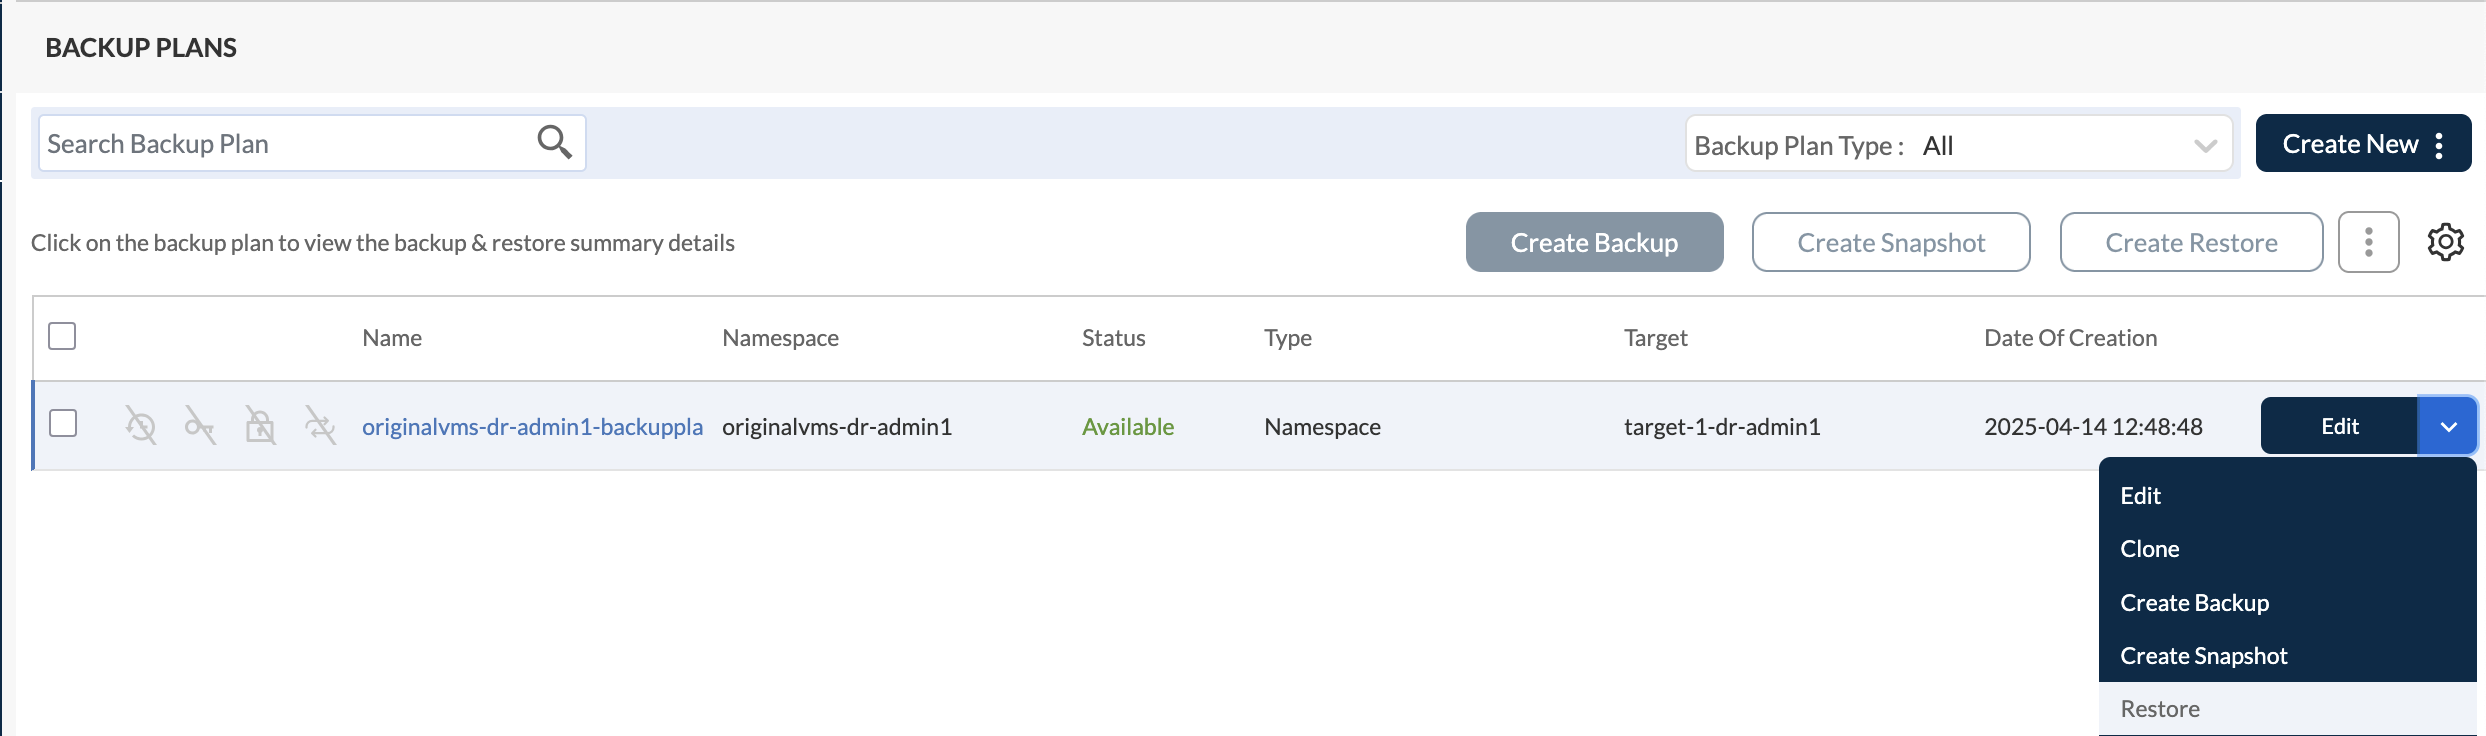 BACKUP PLANS
Search Backup Plan
Backup Plan Type : All
Create New
Click on the backup plan to view the backup & restore summary details
Create Backup
Create Snapshot
Create Restore
Name Namespace Status Type Target Date Of Creation
originalvms-dr-admin1-backuppla originalvms-dr-admin1 Available Namespace target-1-dr-admin1 2025-04-14 12:48:48 Edit
Edit
Clone
Create Backup
Create Snapshot
Restore